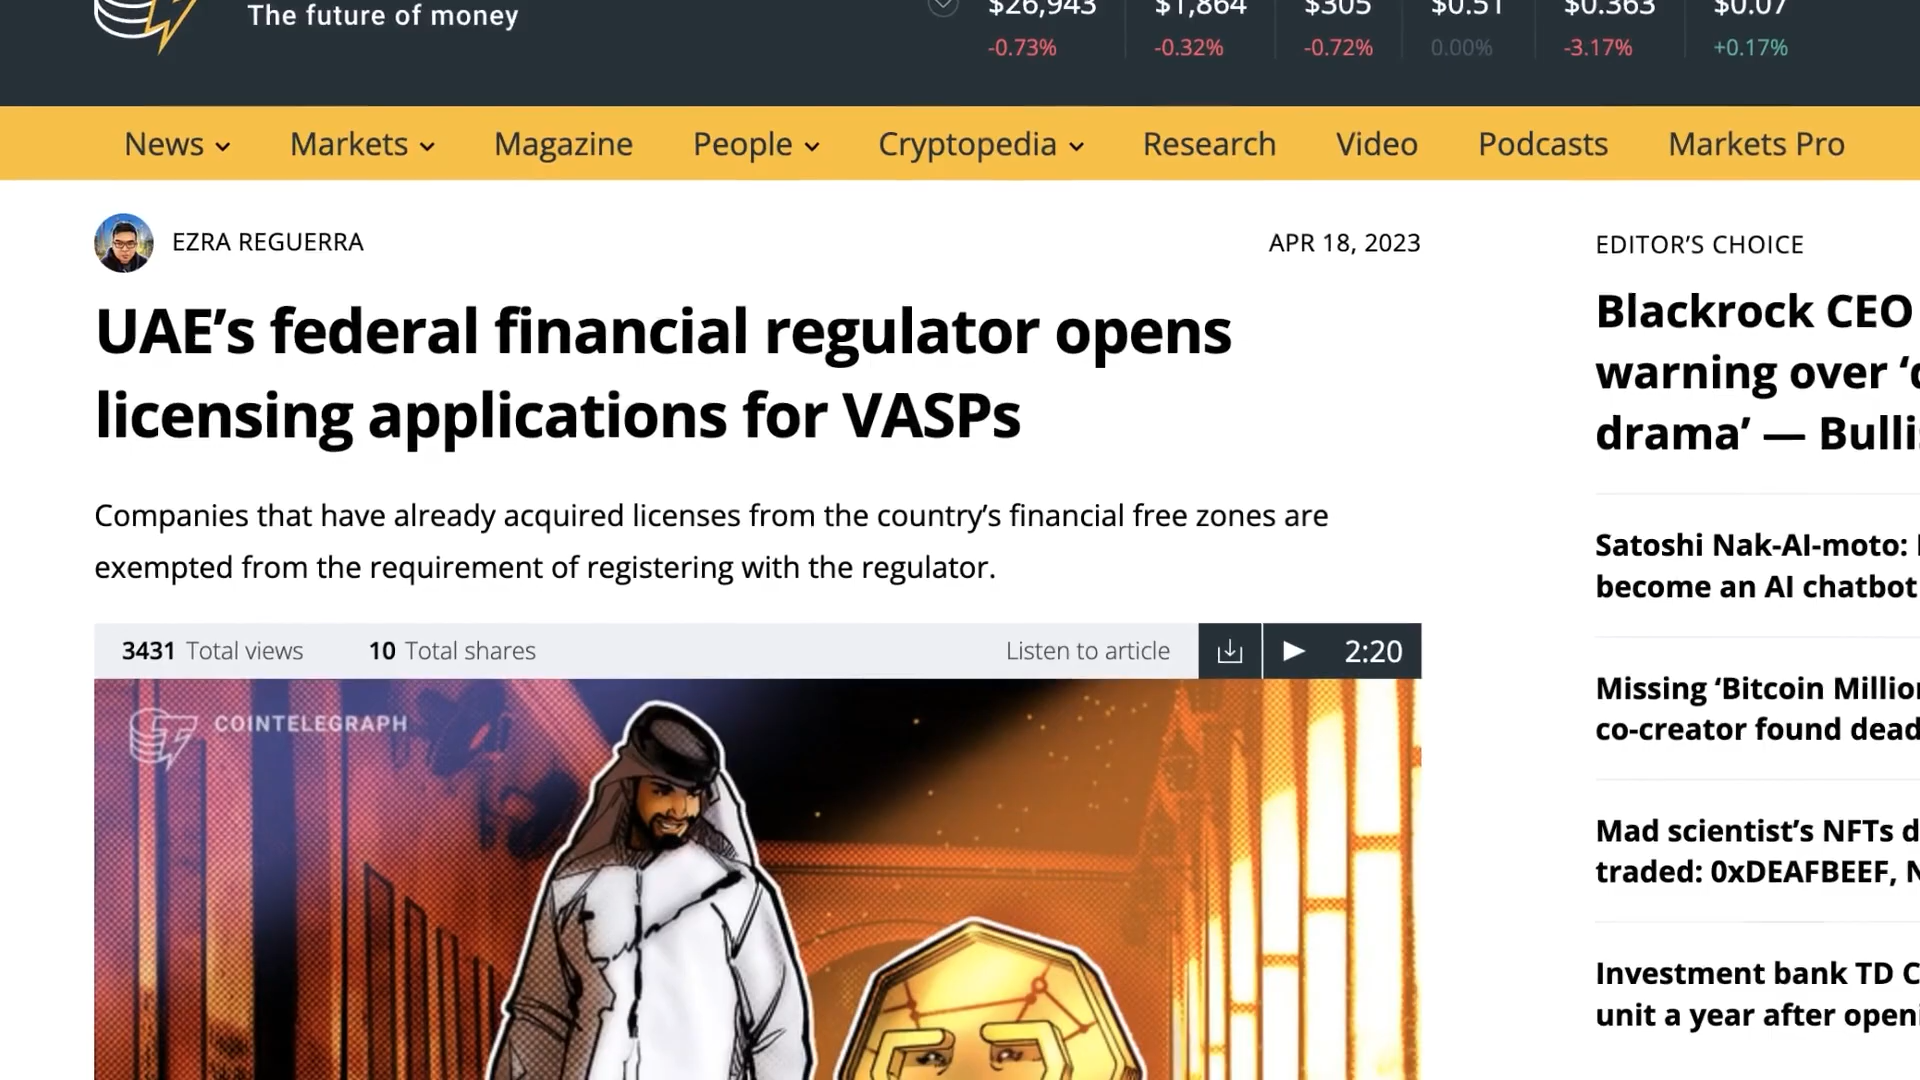 The future of money
$26,943 $1,864 $305 $0.51 $0.363 $0.07
-0.73% -0.32% -0.72% 0.00% -3.17% +0.17%
News Markets Magazine People Cryptopedia Research Video Podcasts Markets Pro
EZRA REGUERRA
APR 18, 2023
UAE’s federal financial regulator opens
licensing applications for VASPs
Companies that have already acquired licenses from the country’s financial free zones are
exempted from the requirement of registering with the regulator.
3431 Total views 10 Total shares Listen to article 2:20
COINTELEGRAPH
EDITOR’S CHOICE
Blackrock CEO
warning over ‘
drama’ — Bulli
Satoshi Nak-AI-moto:
become an AI chatbot
Missing ‘Bitcoin Millio
co-creator found dead
Mad scientist’s NFTs d
traded: 0xDEAFBEEF, N
Investment bank TD C
unit a year after openi